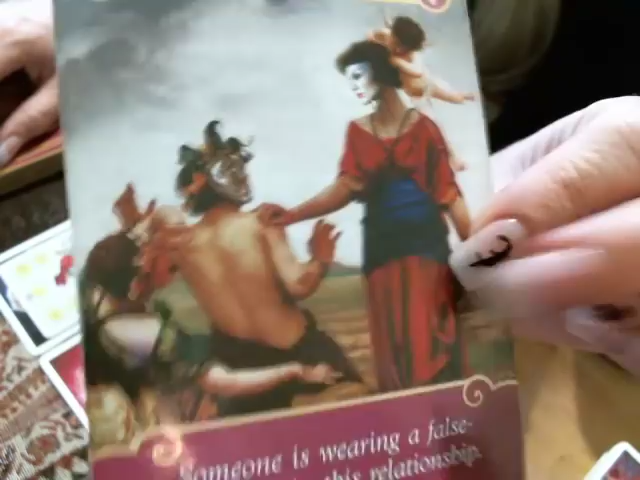 Someone is wearing a false-
this relationship.